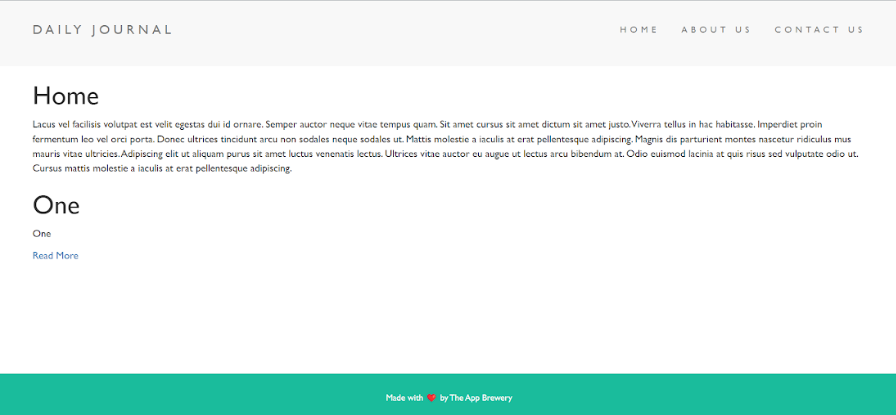 DAILY JOURNAL
HOME ABOUT US CONTACT US
Home
Lacus vel facilisis volutpat est velit egestas dui id ornare. Semper auctor neque vitae tempus quam. Sit amet cursus sit amet dictum sit amet justo. Viverra tellus in hac habitasse. Imperdiet proin
fermentum leo vel orci porta. Donec ultrices tincidunt arcu non sodales neque sodales ut. Mattis molestie a iaculis at erat pellentesque adipiscing. Magnis dis parturient montes nascetur ridiculus mus
mauris vitae ultricies. Adipiscing elit ut aliquam purus sit amet luctus venenatis lectus. Ultrices vitae auctor eu augue ut lectus arcu bibendum at. Odio euismod lacinia at quis risus sed vulputate odio ut.
Cursus mattis molestie a iaculis at erat pellentesque adipiscing.
One
One
Read More
Made with ❤️ by The App Brewery